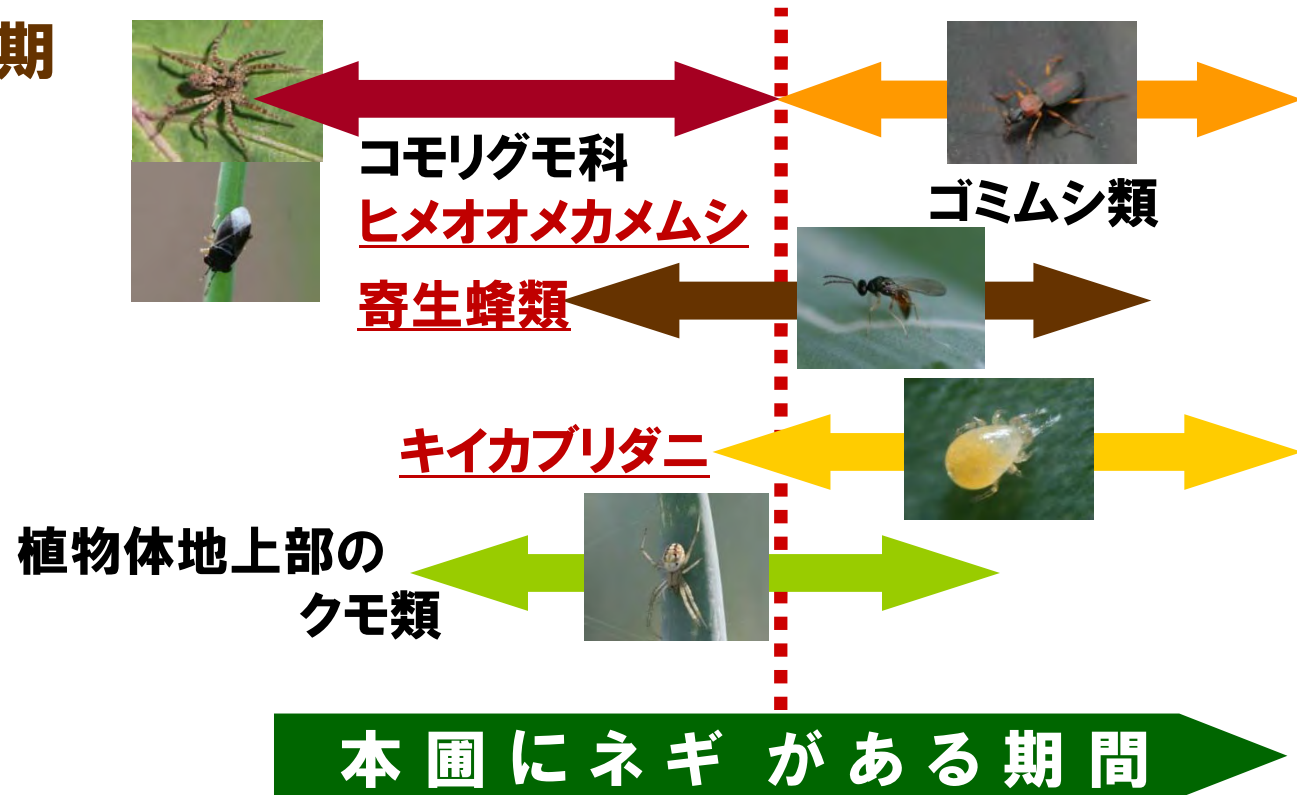 期
コモリグモ科
ヒメオオメカメムシ
ゴミムシ類
寄生蜂類
キイカブリダニ
植物体地上部の
クモ類
本圃にネギがある期間